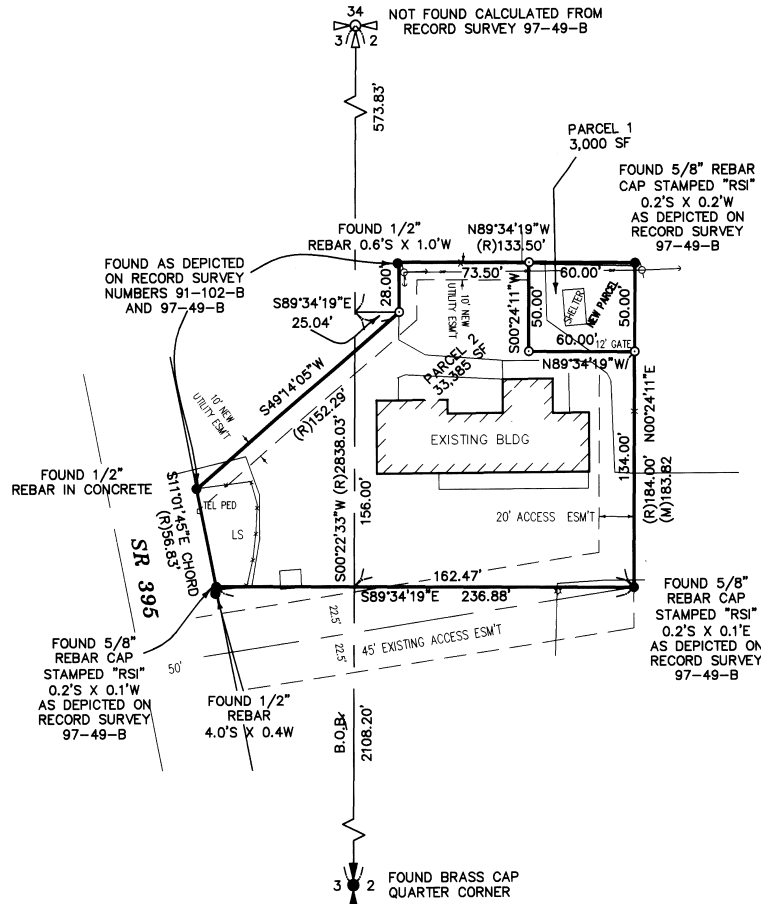 34
3 2
NOT FOUND CALCULATED FROM
RECORD SURVEY 97-49-B
573.83'
PARCEL 1
3,000 SF
FOUND 5/8" REBAR
CAP STAMPED "RSI"
0.2'S X 0.2'W
AS DEPICTED ON
RECORD SURVEY
97-49-B
FOUND 1/2"
REBAR 0.6'S X 1.0'W
N89°34'19"W
(R)133.50'
FOUND AS DEPICTED
ON RECORD SURVEY
NUMBERS 91-102-B
AND 97-49-B
73.50'
60.00'
28.00'
S89°34'19"E
25.04'
10' NEW
UTILITY ESM'T
S00°24'11"W
50.00'
SHELTER
NEW PARCEL
50.00'
60.00'
12' GATE
N89°34'19"W
PARCEL 2
33,385 SF
S49°14'05"W
(R)152.29'
10' NEW
UTILITY ESM'T
EXISTING BLDG
N00°24'11"E
134.00'
(R)184.00'
(M)183.82
FOUND 1/2"
REBAR IN CONCRETE
S11°01'45"E CHORD
(R)56.83'
TEL PED
LS
SR 395
S00°22'33"W (R)2838.03'
156.00'
20' ACCESS ESM'T
162.47'
S89°34'19"E 236.88'
FOUND 5/8"
REBAR CAP
STAMPED "RSI"
0.2'S X 0.1'E
AS DEPICTED ON
RECORD SURVEY
97-49-B
22.5'
22.5'
45' EXISTING ACCESS ESM'T
50'
FOUND 5/8"
REBAR CAP
STAMPED "RSI"
0.2'S X 0.1'W
AS DEPICTED ON
RECORD SURVEY
97-49-B
FOUND 1/2"
REBAR
4.0'S X 0.4W
B.O.B.
2108.20'
3 2
FOUND BRASS CAP
QUARTER CORNER